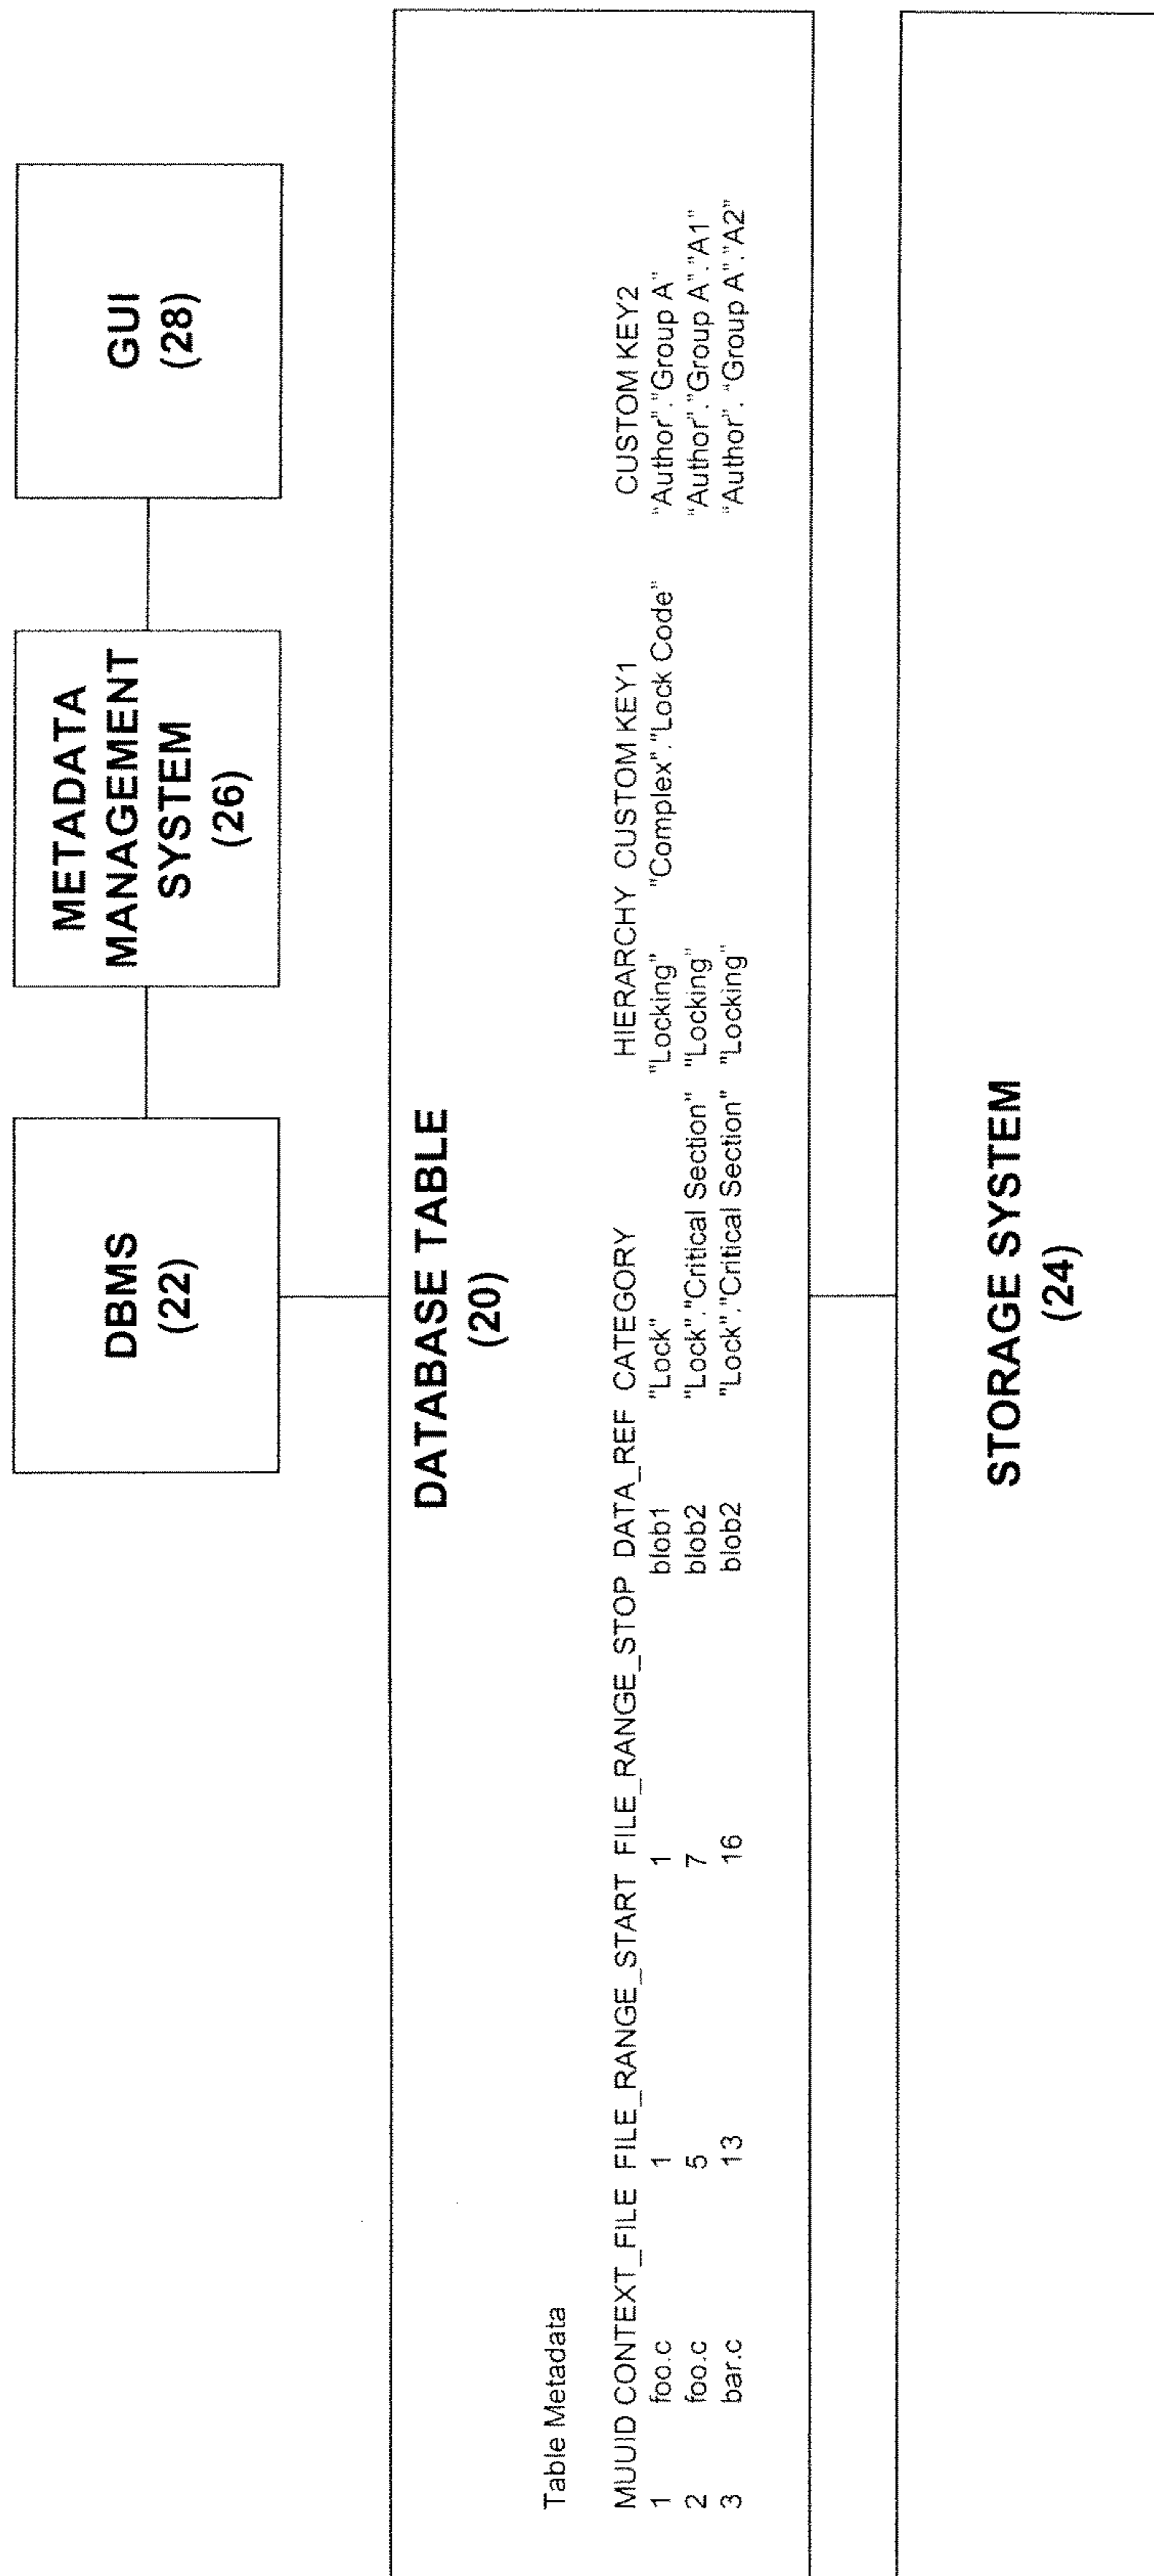 DBMS
(22)
METADATA
MANAGEMENT
SYSTEM
(26)
GUI
(28)
DATABASE TABLE
(20)
Table Metadata
MUUID CONTEXT_FILE FILE_RANGE_START FILE_RANGE_STOP DATA_REF CATEGORY HIERARCHY CUSTOM KEY1 CUSTOM KEY2
1 foo.c 1 1 blob1 "Lock" "Locking" "Complex"."Lock Code" "Author"."Group A"
2 foo.c 5 7 blob2 "Lock"."Critical Section" "Locking" "Author"."Group A"."A1"
3 bar.c 13 16 blob2 "Lock"."Critical Section" "Locking" "Author". "Group A"."A2"
STORAGE SYSTEM
(24)